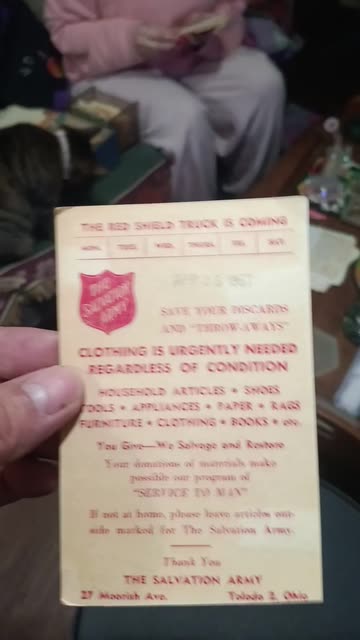 THE RED SHIELD TRUCK IS COMING
MON. TUES. WED. THURS. FRI. SAT.
THE
SALVATION
ARMY
SAVE YOUR DISCARDS
AND "THROW-AWAYS"
CLOTHING IS URGENTLY NEEDED
REGARDLESS OF CONDITION
HOUSEHOLD ARTICLES • SHOES
TOOLS • APPLIANCES • PAPER • RAGS
FURNITURE • CLOTHING • BOOKS • etc.
You Give—We Salvage and Restore
Your donations of materials make
possible our program of
"SERVICE TO MAN"
If not at home, please leave articles out-
side marked for The Salvation Army.
Thank You
THE SALVATION ARMY
27 Moorish Ave. Toledo 2, Ohio